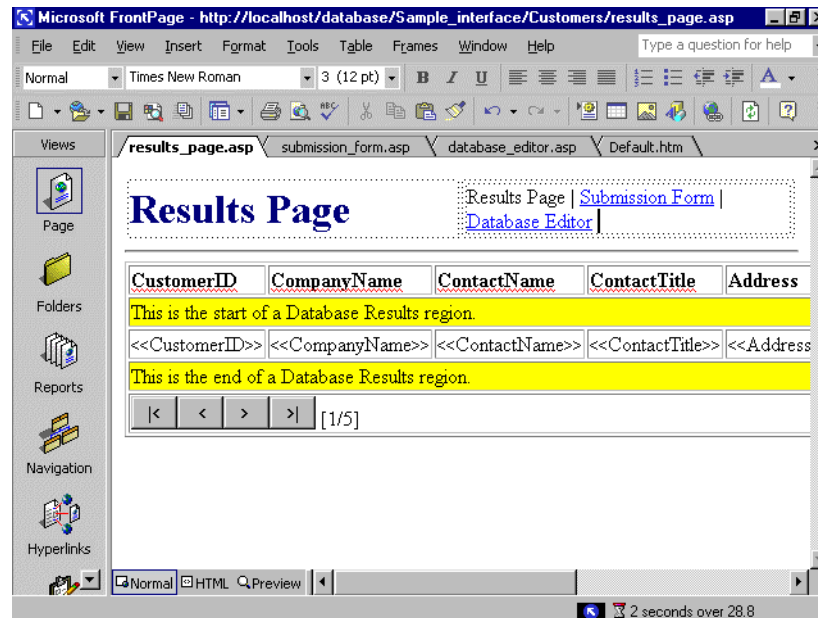 Microsoft FrontPage - http://localhost/database/Sample_interface/Customers/results_page.asp
File Edit View Insert Format Tools Table Frames Window Help Type a question for help
Normal Times New Roman 3 (12 pt) B I U A
Views results_page.asp submission_form.asp database_editor.asp Default.htm
Results Page
Results Page | Submission Form |
Database Editor
Page
Folders
Reports
Navigation
Hyperlinks
CustomerID CompanyName ContactName ContactTitle Address
This is the start of a Database Results region.
<<CustomerID>> <<CompanyName>> <<ContactName>> <<ContactTitle>> <<Address
This is the end of a Database Results region.
|< < > >| [1/5]
Normal HTML Preview
2 seconds over 28.8